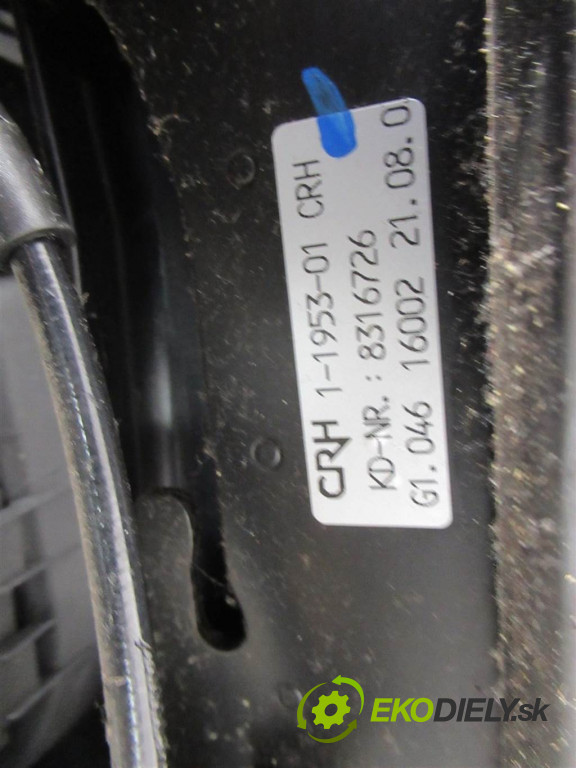 CRH 1-1953-01 CRH
KD-NR.: 8316726
G1.046 16002 21.08.0
EKODIELY.sk